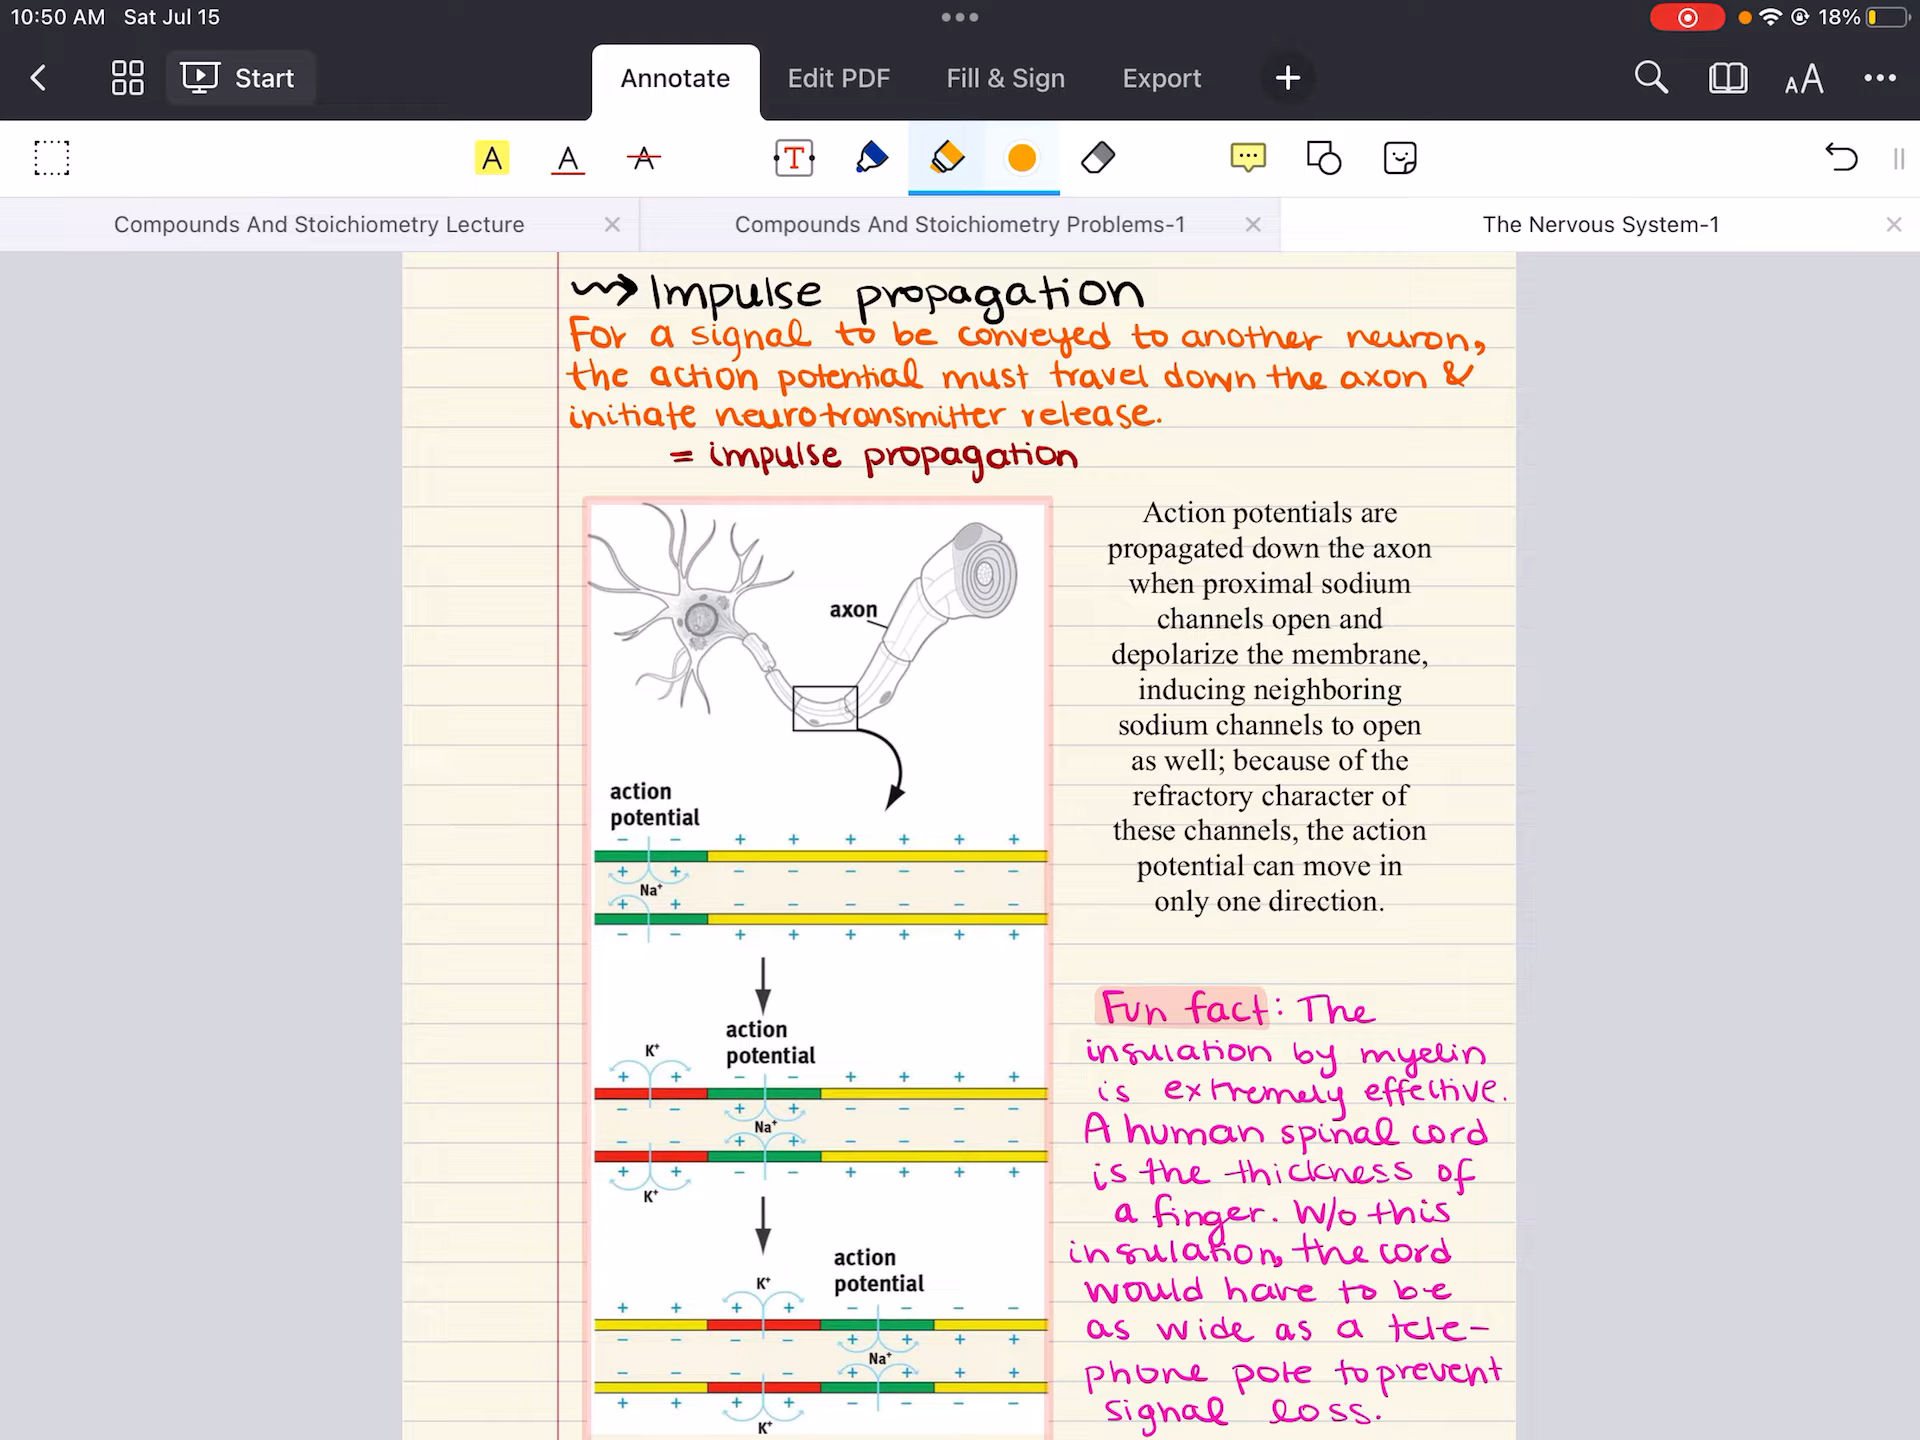 10:50 AM Sat Jul 15
18%
Start
Annotate
Edit PDF
Fill & Sign
Export
AA
A
A
A
T
Compounds And Stoichiometry Lecture
Compounds And Stoichiometry Problems-1
The Nervous System-1
Impulse propagation
For a signal to be conveyed to another neuron,
the action potential must travel down the axon &
initiate neurotransmitter release.
= impulse propagation
axon
action
potential
Na+
K+
action
potential
Na+
K+
K+
action
potential
Na+
K+
Action potentials are
propagated down the axon
when proximal sodium
channels open and
depolarize the membrane,
inducing neighboring
sodium channels to open
as well; because of the
refractory character of
these channels, the action
potential can move in
only one direction.
Fun fact: The
insulation by myelin
is extremely effective.
A human spinal cord
is the thickness of
a finger. W/o this
insulation, the cord
would have to be
as wide as a tele-
phone pole to prevent
signal loss.